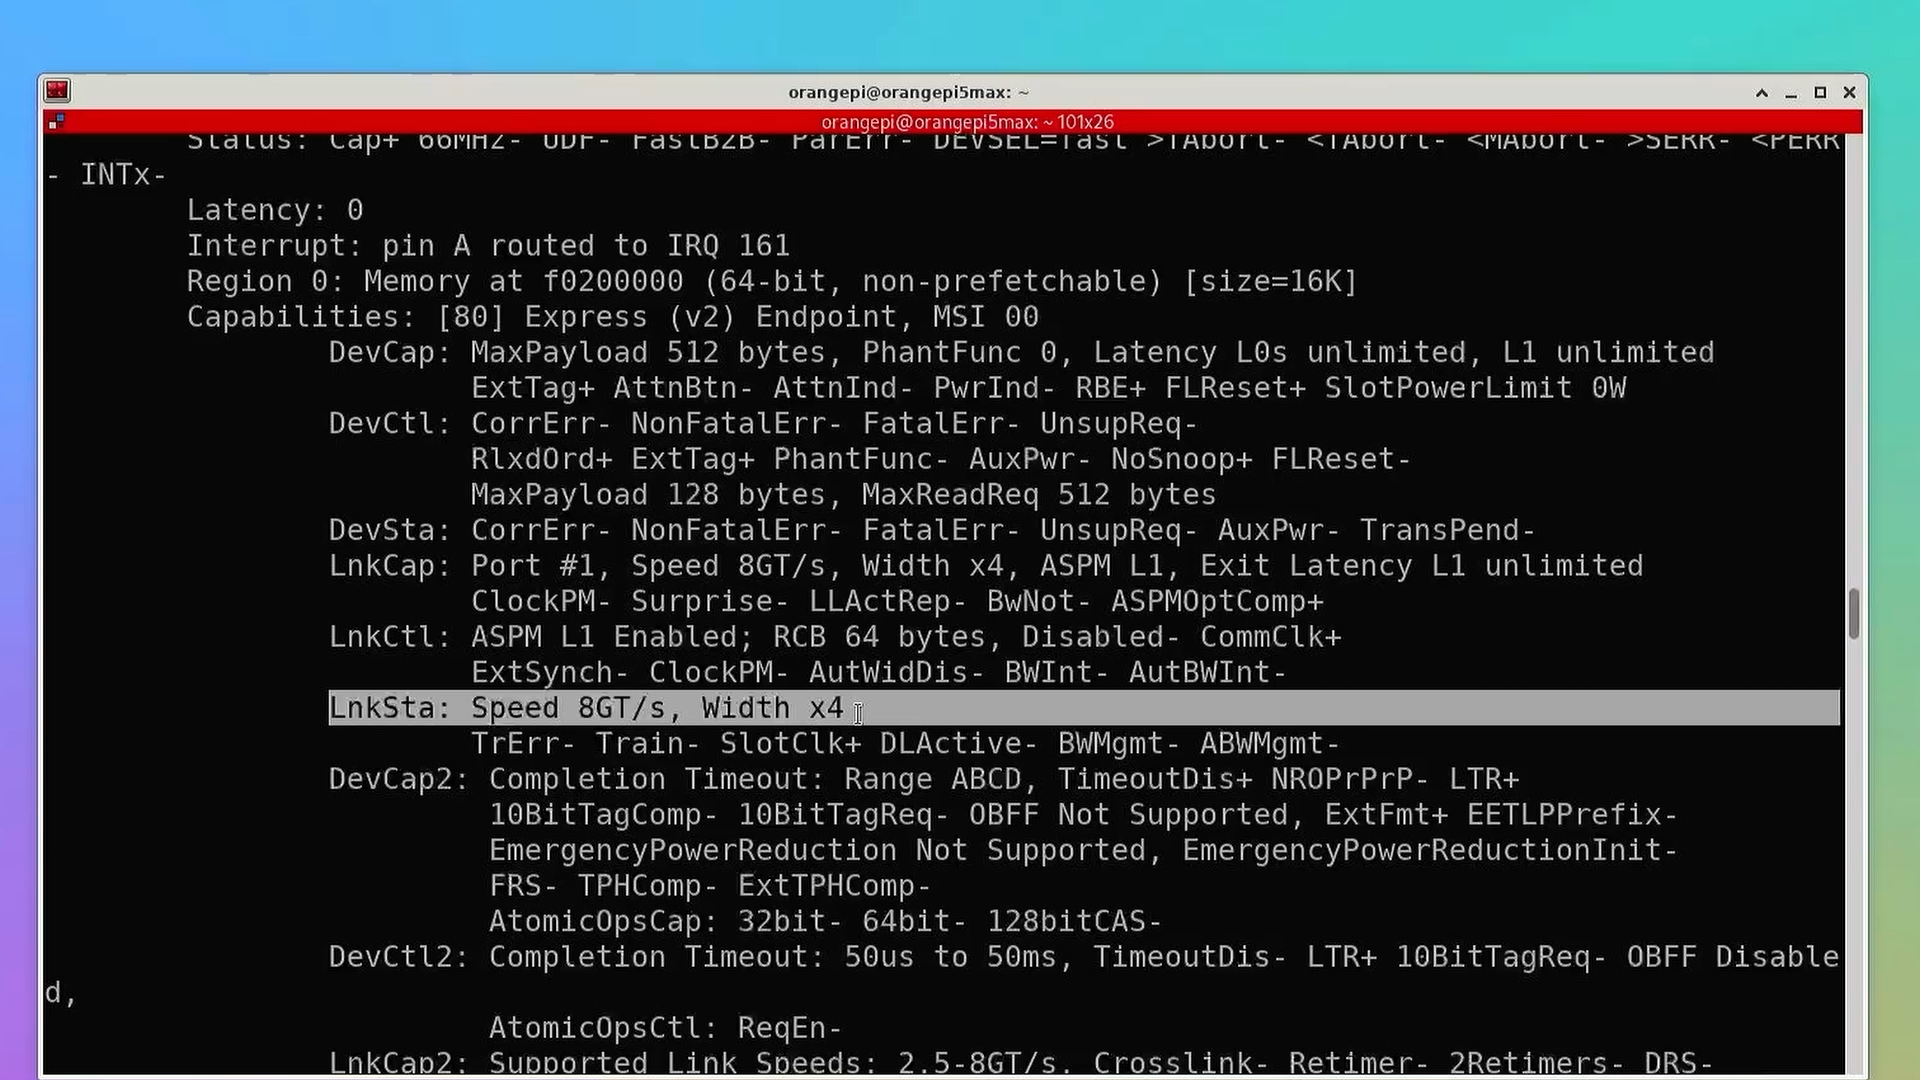 orangepi@orangepi5max: ~
orangepi@orangepi5max: ~ 101x26
Status: Cap+ 66MHz- UDF- FastB2B- ParErr- DEVSEL=fast >TAbort- <TAbort- <MAbort- >SERR- <PERR
- INTx-
Latency: 0
Interrupt: pin A routed to IRQ 161
Region 0: Memory at f0200000 (64-bit, non-prefetchable) [size=16K]
Capabilities: [80] Express (v2) Endpoint, MSI 00
DevCap: MaxPayload 512 bytes, PhantFunc 0, Latency L0s unlimited, L1 unlimited
ExtTag+ AttnBtn- AttnInd- PwrInd- RBE+ FLReset+ SlotPowerLimit 0W
DevCtl: CorrErr- NonFatalErr- FatalErr- UnsupReq-
RlxdOrd+ ExtTag+ PhantFunc- AuxPwr- NoSnoop+ FLReset-
MaxPayload 128 bytes, MaxReadReq 512 bytes
DevSta: CorrErr- NonFatalErr- FatalErr- UnsupReq- AuxPwr- TransPend-
LnkCap: Port #1, Speed 8GT/s, Width x4, ASPM L1, Exit Latency L1 unlimited
ClockPM- Surprise- LLActRep- BwNot- ASPMOptComp+
LnkCtl: ASPM L1 Enabled; RCB 64 bytes, Disabled- CommClk+
ExtSynch- ClockPM- AutWidDis- BWInt- AutBWInt-
LnkSta: Speed 8GT/s, Width x4
TrErr- Train- SlotClk+ DLActive- BWMgmt- ABWMgmt-
DevCap2: Completion Timeout: Range ABCD, TimeoutDis+ NROPrPrP- LTR+
10BitTagComp- 10BitTagReq- OBFF Not Supported, ExtFmt+ EETLPPrefix-
EmergencyPowerReduction Not Supported, EmergencyPowerReductionInit-
FRS- TPHComp- ExtTPHComp-
AtomicOpsCap: 32bit- 64bit- 128bitCAS-
DevCtl2: Completion Timeout: 50us to 50ms, TimeoutDis- LTR+ 10BitTagReq- OBFF Disable
d,
AtomicOpsCtl: ReqEn-
LnkCap2: Supported Link Speeds: 2.5-8GT/s, Crosslink- Retimer- 2Retimers- DRS-